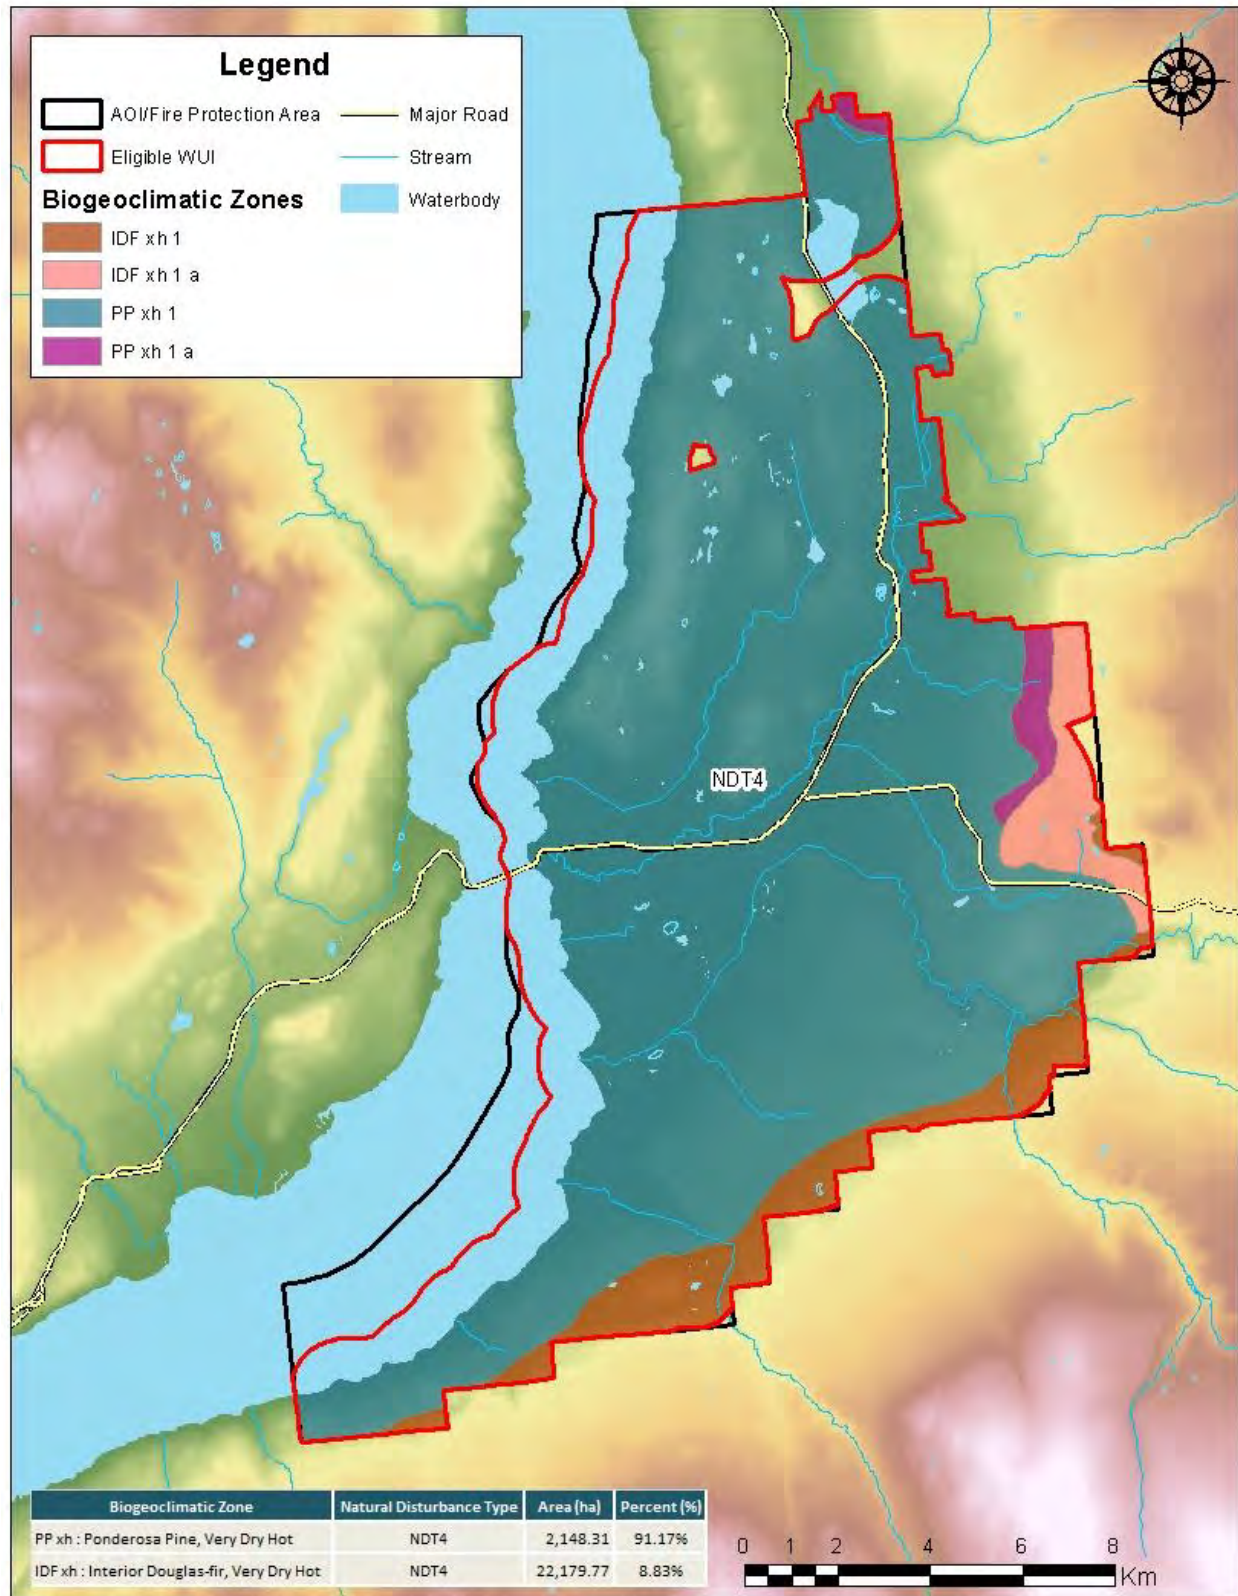 Legend
AOI/Fire Protection Area
Major Road
Eligible WUI
Stream
Biogeoclimatic Zones
Waterbody
IDF xh 1
IDF xh 1 a
PP xh 1
PP xh 1 a
NDT4
Biogeoclimatic Zone Natural Disturbance Type Area (ha) Percent (%)
PP xh : Ponderosa Pine, Very Dry Hot NDT4 2,148.31 91.17%
IDF xh : Interior Douglas-fir, Very Dry Hot NDT4 22,179.77 8.83%
0 1 2 4 6 8
Km